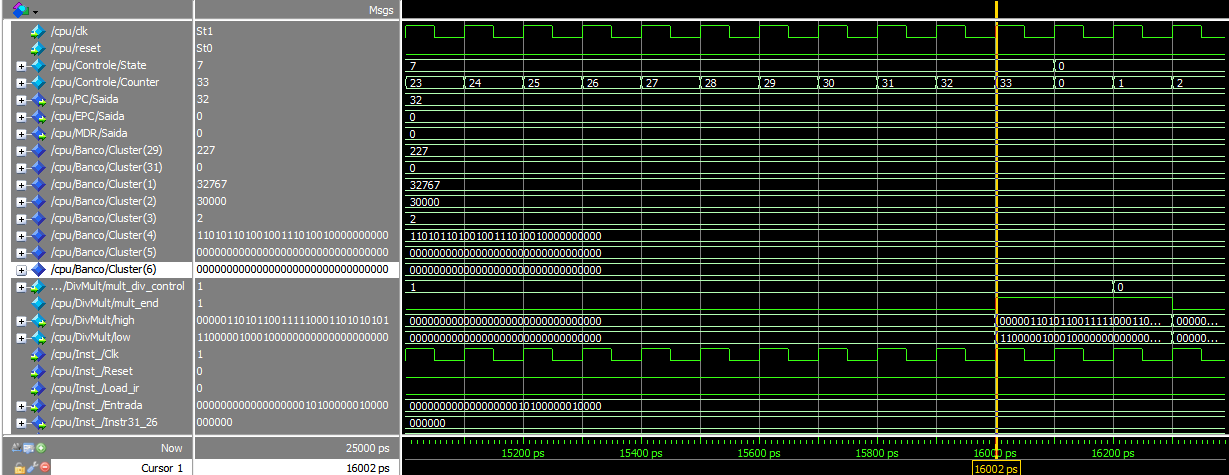 Msgs
/cpu/clk St1
/cpu/reset St0
/cpu/Controle/State 7 7 0
/cpu/Controle/Counter 33 23 24 25 26 27 28 29 30 31 32 33 0 1 2
/cpu/PC/Saida 32 32
/cpu/EPC/Saida 0 0
/cpu/MDR/Saida 0 0
/cpu/Banco/Cluster(29) 227 227
/cpu/Banco/Cluster(31) 0 0
/cpu/Banco/Cluster(1) 32767 32767
/cpu/Banco/Cluster(2) 30000 30000
/cpu/Banco/Cluster(3) 2 2
/cpu/Banco/Cluster(4) 11010110100100111010010000000000 11010110100100111010010000000000
/cpu/Banco/Cluster(5) 00000000000000000000000000000000 00000000000000000000000000000000
/cpu/Banco/Cluster(6) 00000000000000000000000000000000 00000000000000000000000000000000
.../DivMult/mult_div_control 1 1 0
/cpu/DivMult/mult_end 1
/cpu/DivMult/high 00000110101100111110001101010101 00000000000000000000000000000000 0000011010110011111000110... 00000...
/cpu/DivMult/low 11000001000100000000000000000000 00000000000000000000000000000000 1100000100010000000000000... 00000...
/cpu/Inst_/Clk 1
/cpu/Inst_/Reset 0
/cpu/Inst_/Load_ir 0
/cpu/Inst_/Entrada 00000000000000000010100000010000 00000000000000000010100000010000
/cpu/Inst_/Instr31_26 000000 000000
Now 25000 ps 15200 ps 15400 ps 15600 ps 15800 ps 16000 ps 16200 ps
Cursor 1 16002 ps 16002 ps